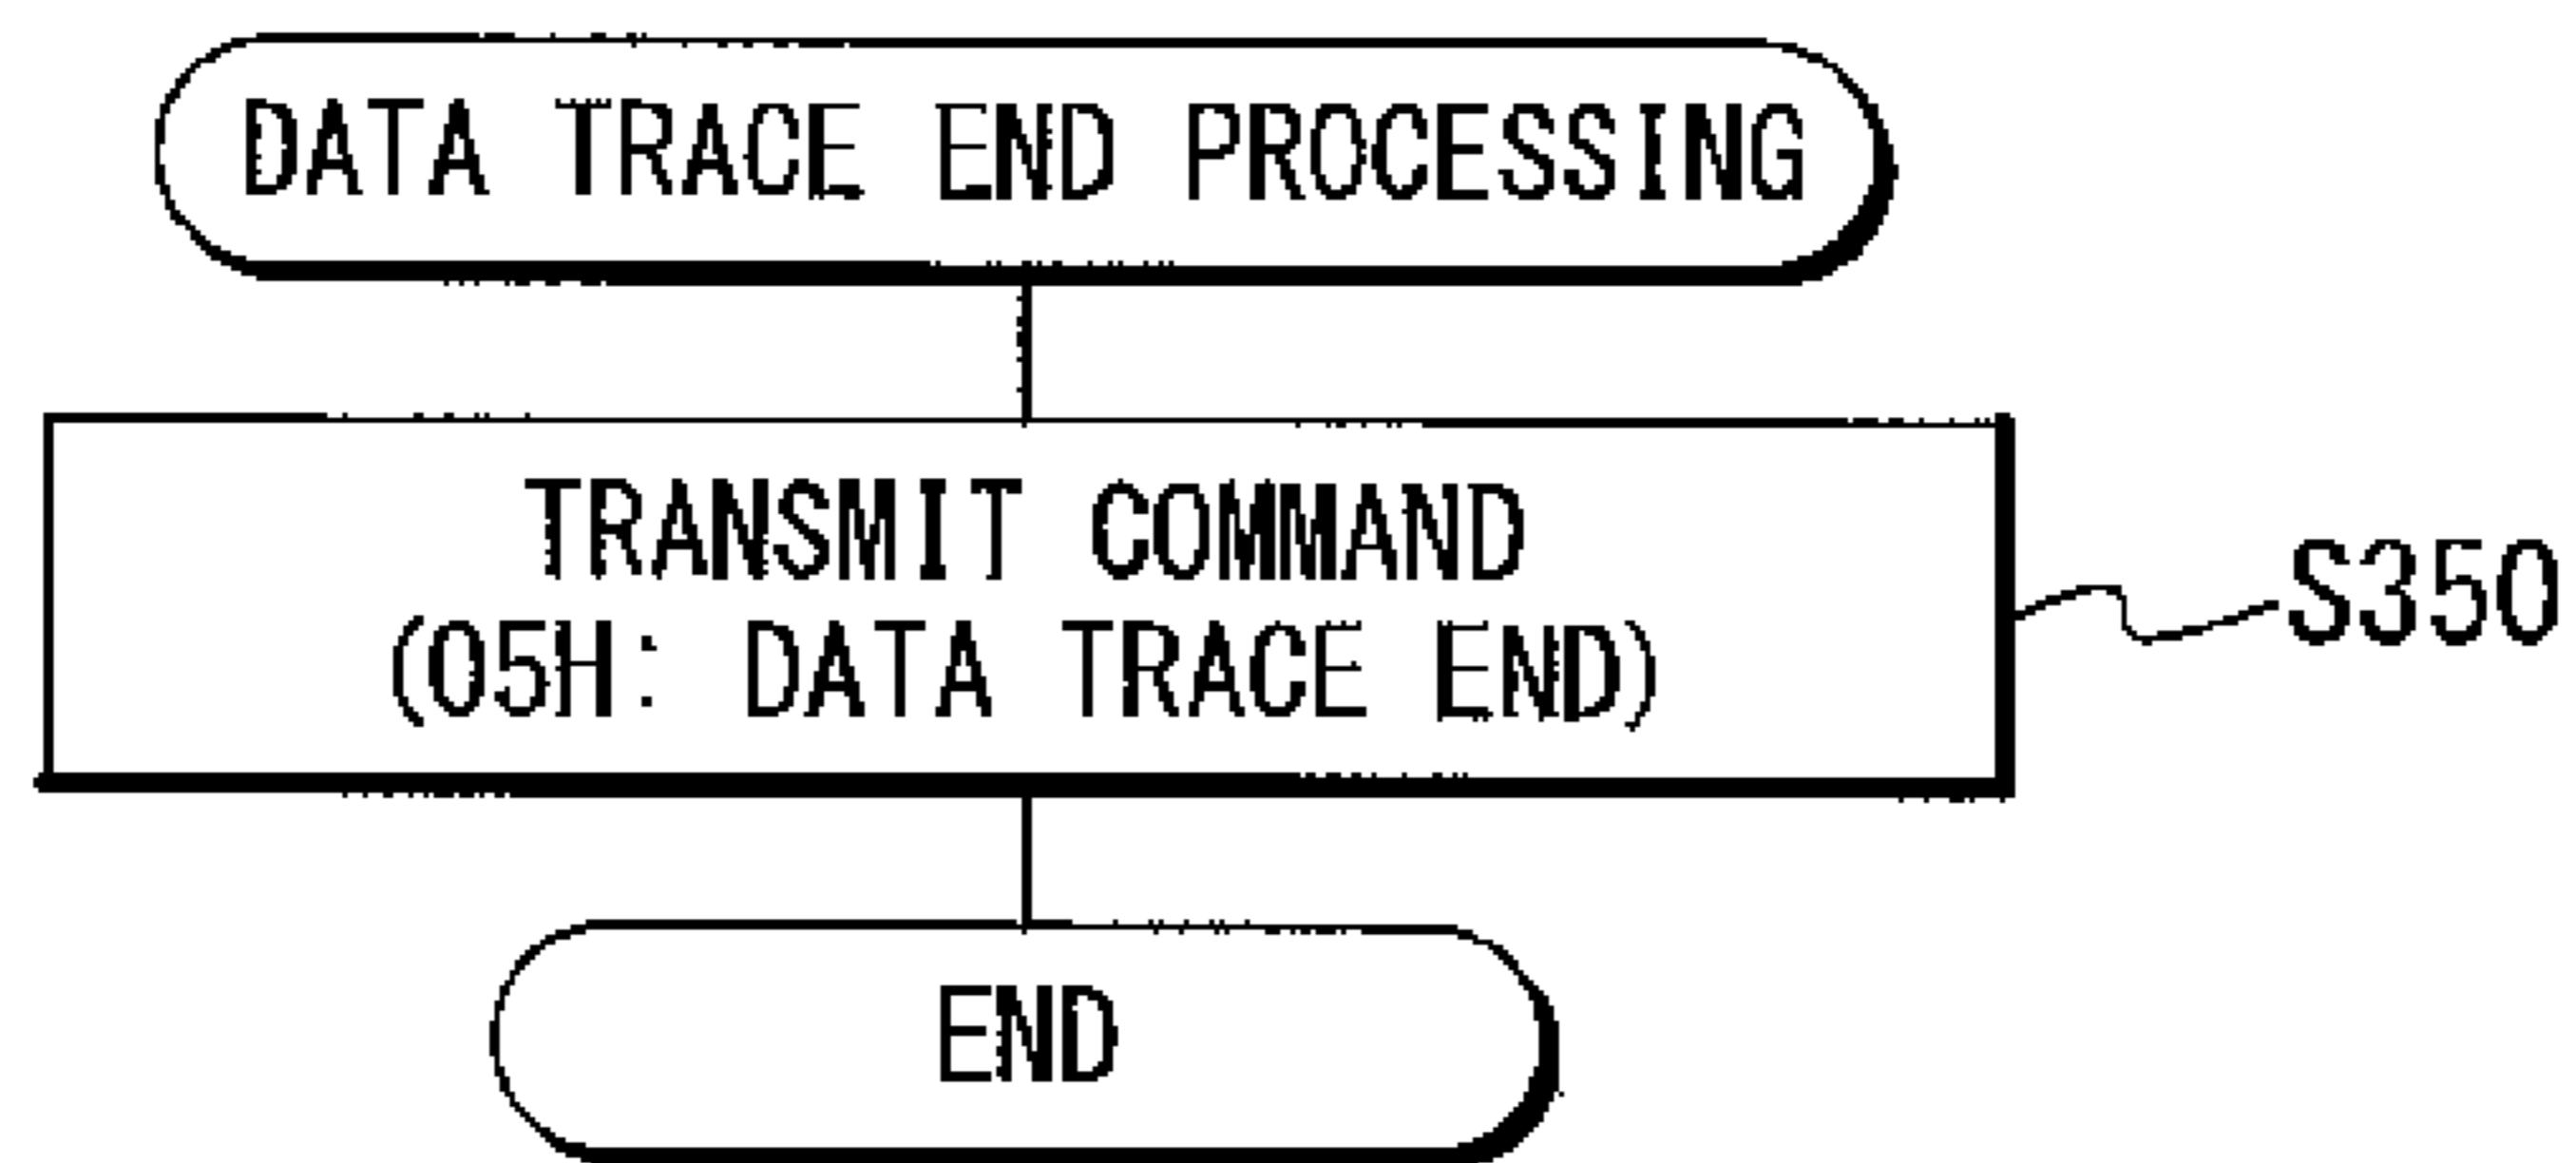 DATA TRACE END PROCESSING
TRANSMIT COMMAND
(05H: DATA TRACE END)
S350
END